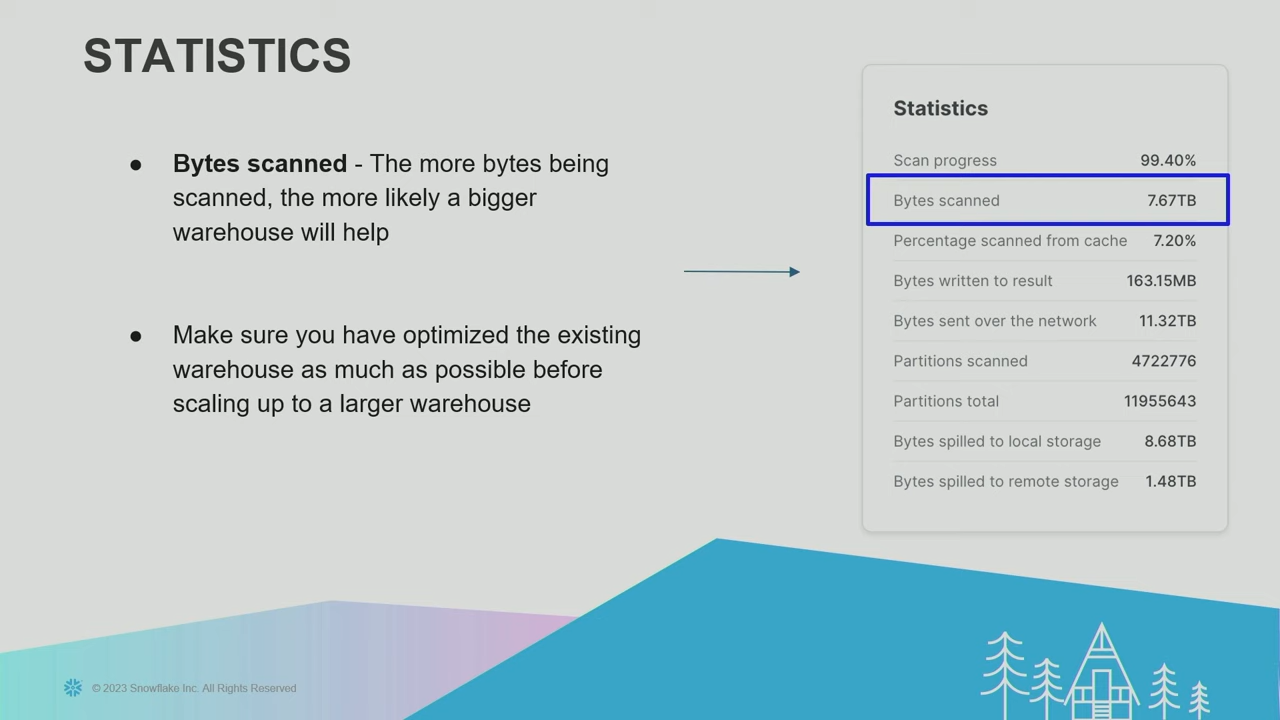 STATISTICS
● Bytes scanned - The more bytes being
scanned, the more likely a bigger
warehouse will help
● Make sure you have optimized the existing
warehouse as much as possible before
scaling up to a larger warehouse
Statistics
Scan progress 99.40%
Bytes scanned 7.67TB
Percentage scanned from cache 7.20%
Bytes written to result 163.15MB
Bytes sent over the network 11.32TB
Partitions scanned 4722776
Partitions total 11955643
Bytes spilled to local storage 8.68TB
Bytes spilled to remote storage 1.48TB
© 2023 Snowflake Inc. All Rights Reserved